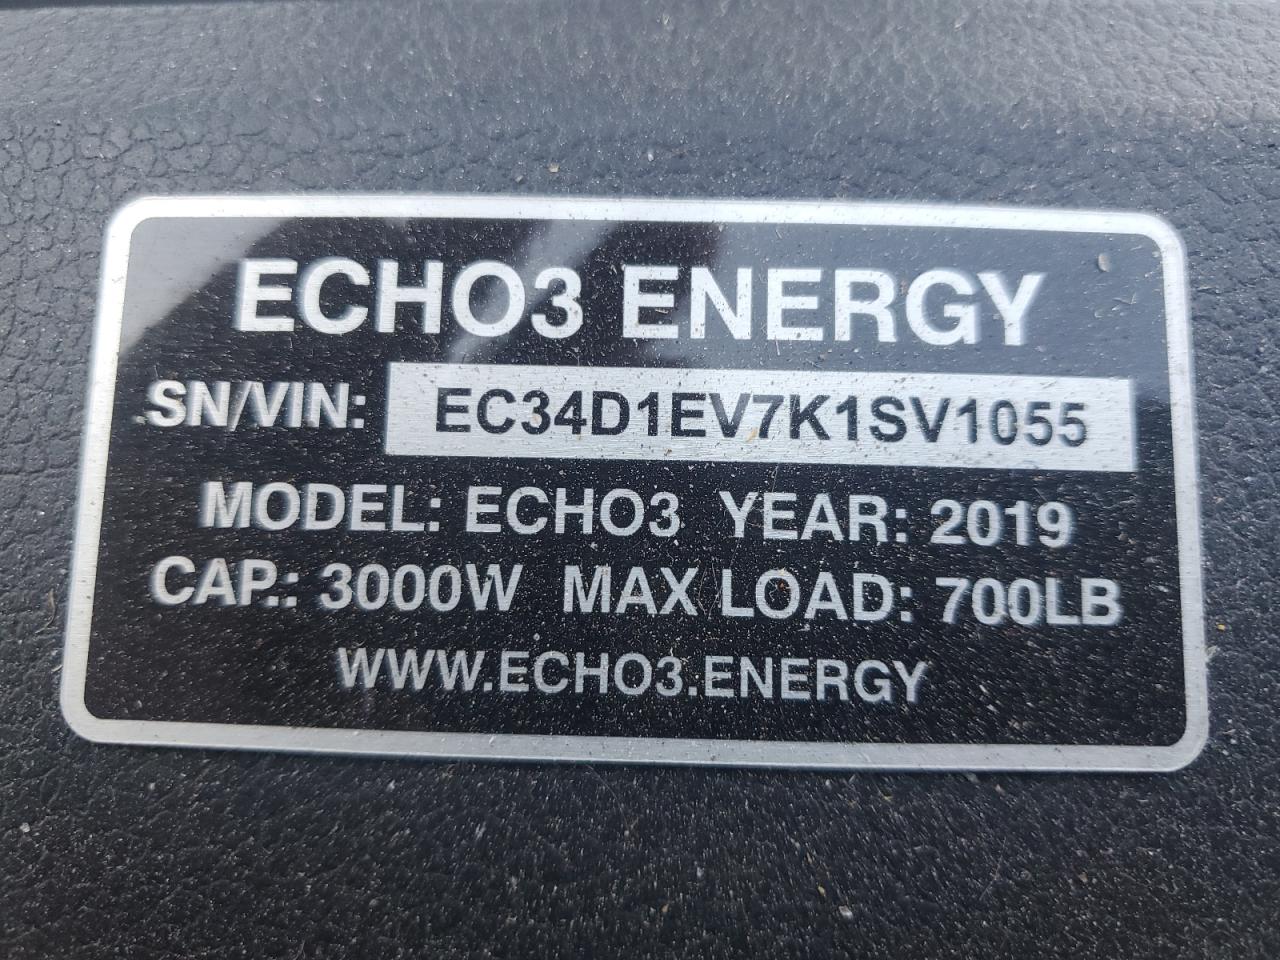 ECHO3 ENERGY
SN/VIN: EC34D1EV7K1SV1055
MODEL: ECHO3 YEAR: 2019
CAP.: 3000W MAX LOAD: 700LB
WWW.ECHO3.ENERGY